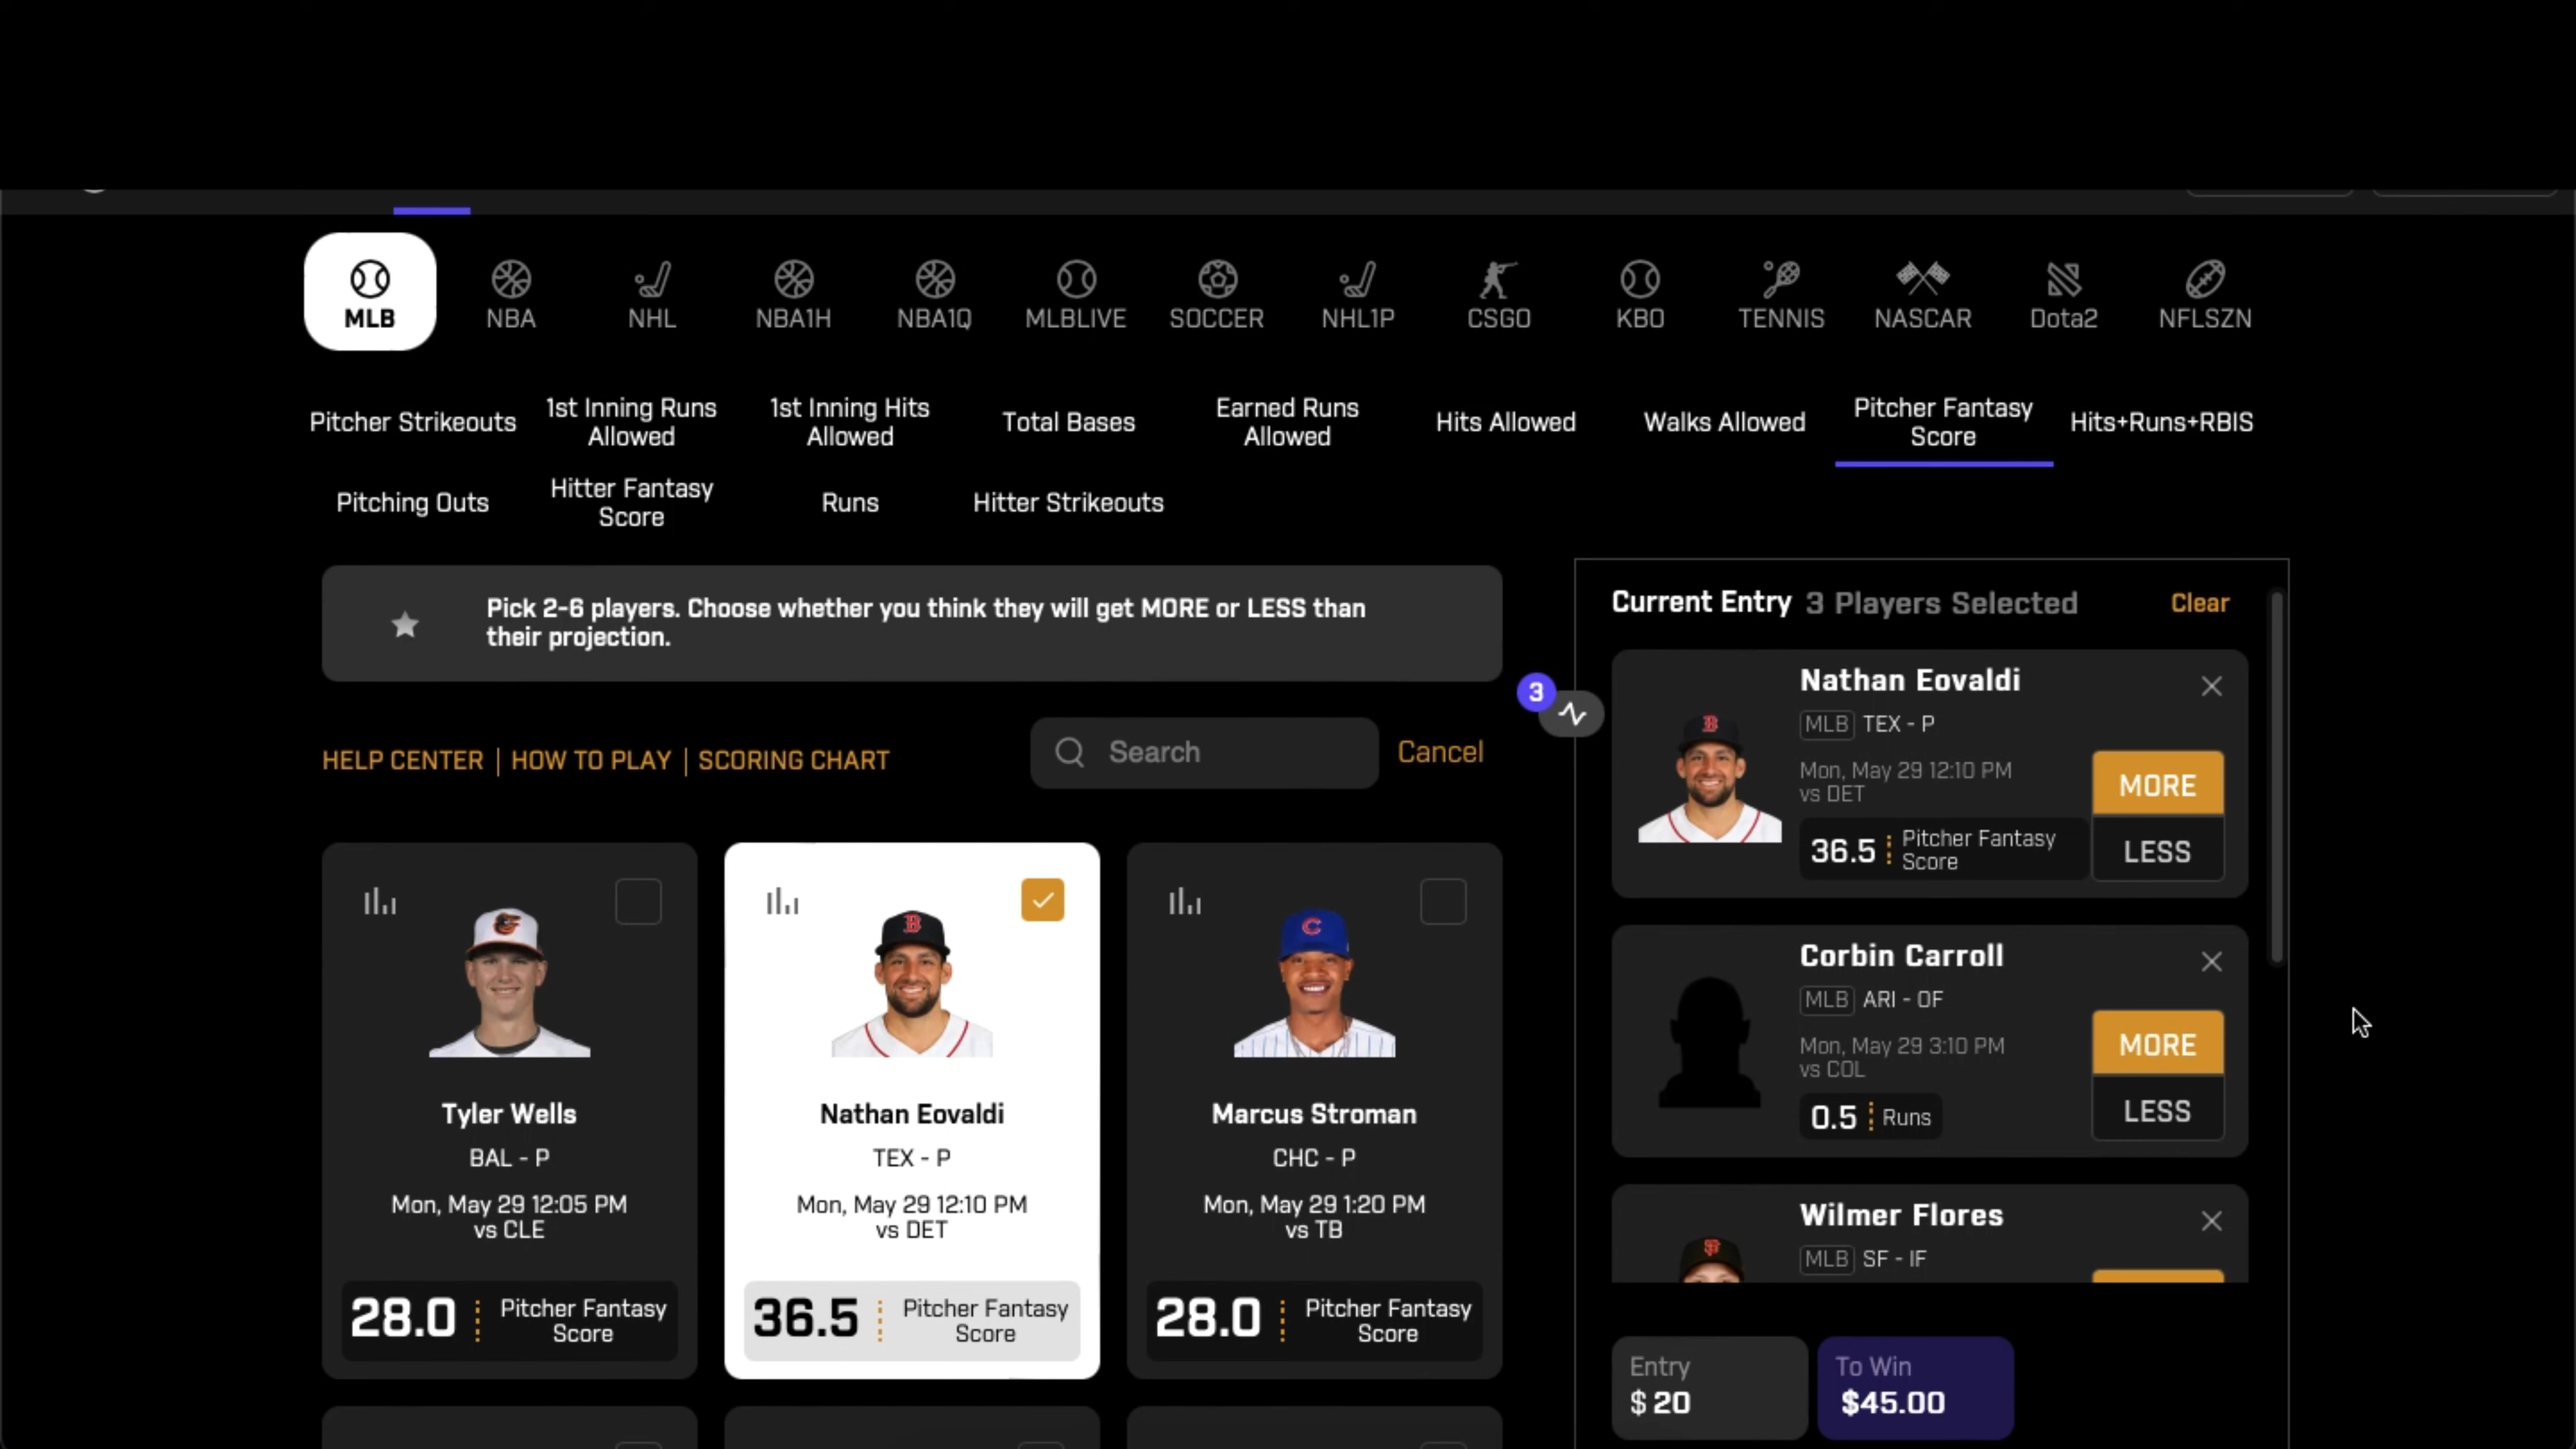 MLB
NBA
NHL
NBA1H
NBA1Q
MLBLIVE
SOCCER
NHL1P
CSGO
KBO
TENNIS
NASCAR
Dota2
NFLSZN
Pitcher Strikeouts
1st Inning Runs
Allowed
1st Inning Hits
Allowed
Total Bases
Earned Runs
Allowed
Hits Allowed
Walks Allowed
Pitcher Fantasy
Score
Hits+Runs+RBIS
Pitching Outs
Hitter Fantasy
Score
Runs
Hitter Strikeouts
Pick 2-6 players. Choose whether you think they will get MORE or LESS than
their projection.
HELP CENTER | HOW TO PLAY | SCORING CHART
Search
Cancel
Tyler Wells
BAL - P
Mon, May 29 12:05 PM
vs CLE
28.0
Pitcher Fantasy
Score
B
Nathan Eovaldi
TEX - P
Mon, May 29 12:10 PM
vs DET
36.5
Pitcher Fantasy
Score
C
Marcus Stroman
CHC - P
Mon, May 29 1:20 PM
vs TB
28.0
Pitcher Fantasy
Score
Current Entry 3 Players Selected
Clear
3
B
Nathan Eovaldi
MLB TEX - P
Mon, May 29 12:10 PM
vs DET
36.5
Pitcher Fantasy
Score
MORE
LESS
Corbin Carroll
MLB ARI - OF
Mon, May 29 3:10 PM
vs COL
0.5
Runs
MORE
LESS
Wilmer Flores
MLB SF - IF
SF
Entry
$ 20
To Win
$45.00